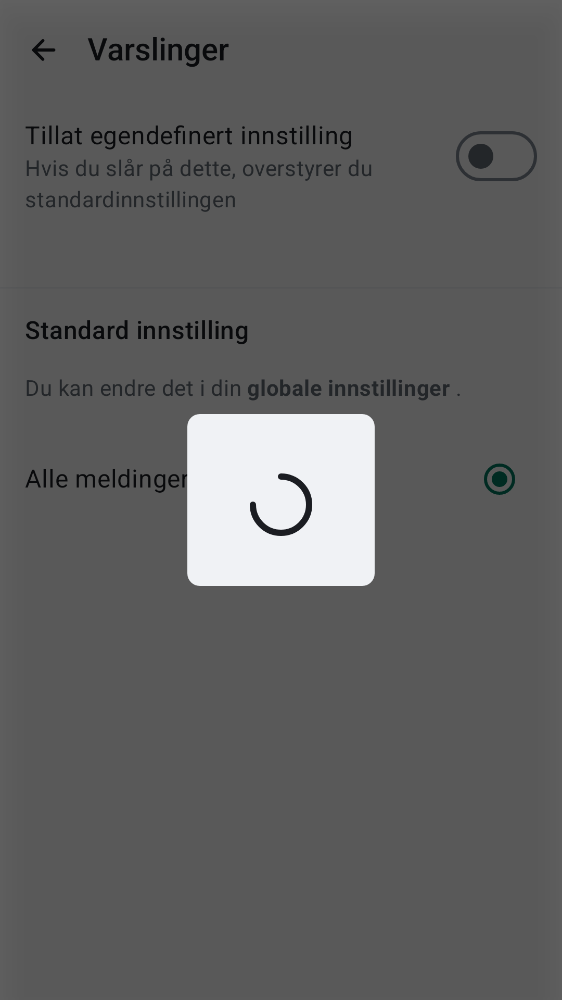 Varslinger
Tillat egendefinert innstilling
Hvis du slår på dette, overstyrer du
standardinnstillingen
Standard innstilling
Du kan endre det i din globale innstillinger .
Alle meldinger